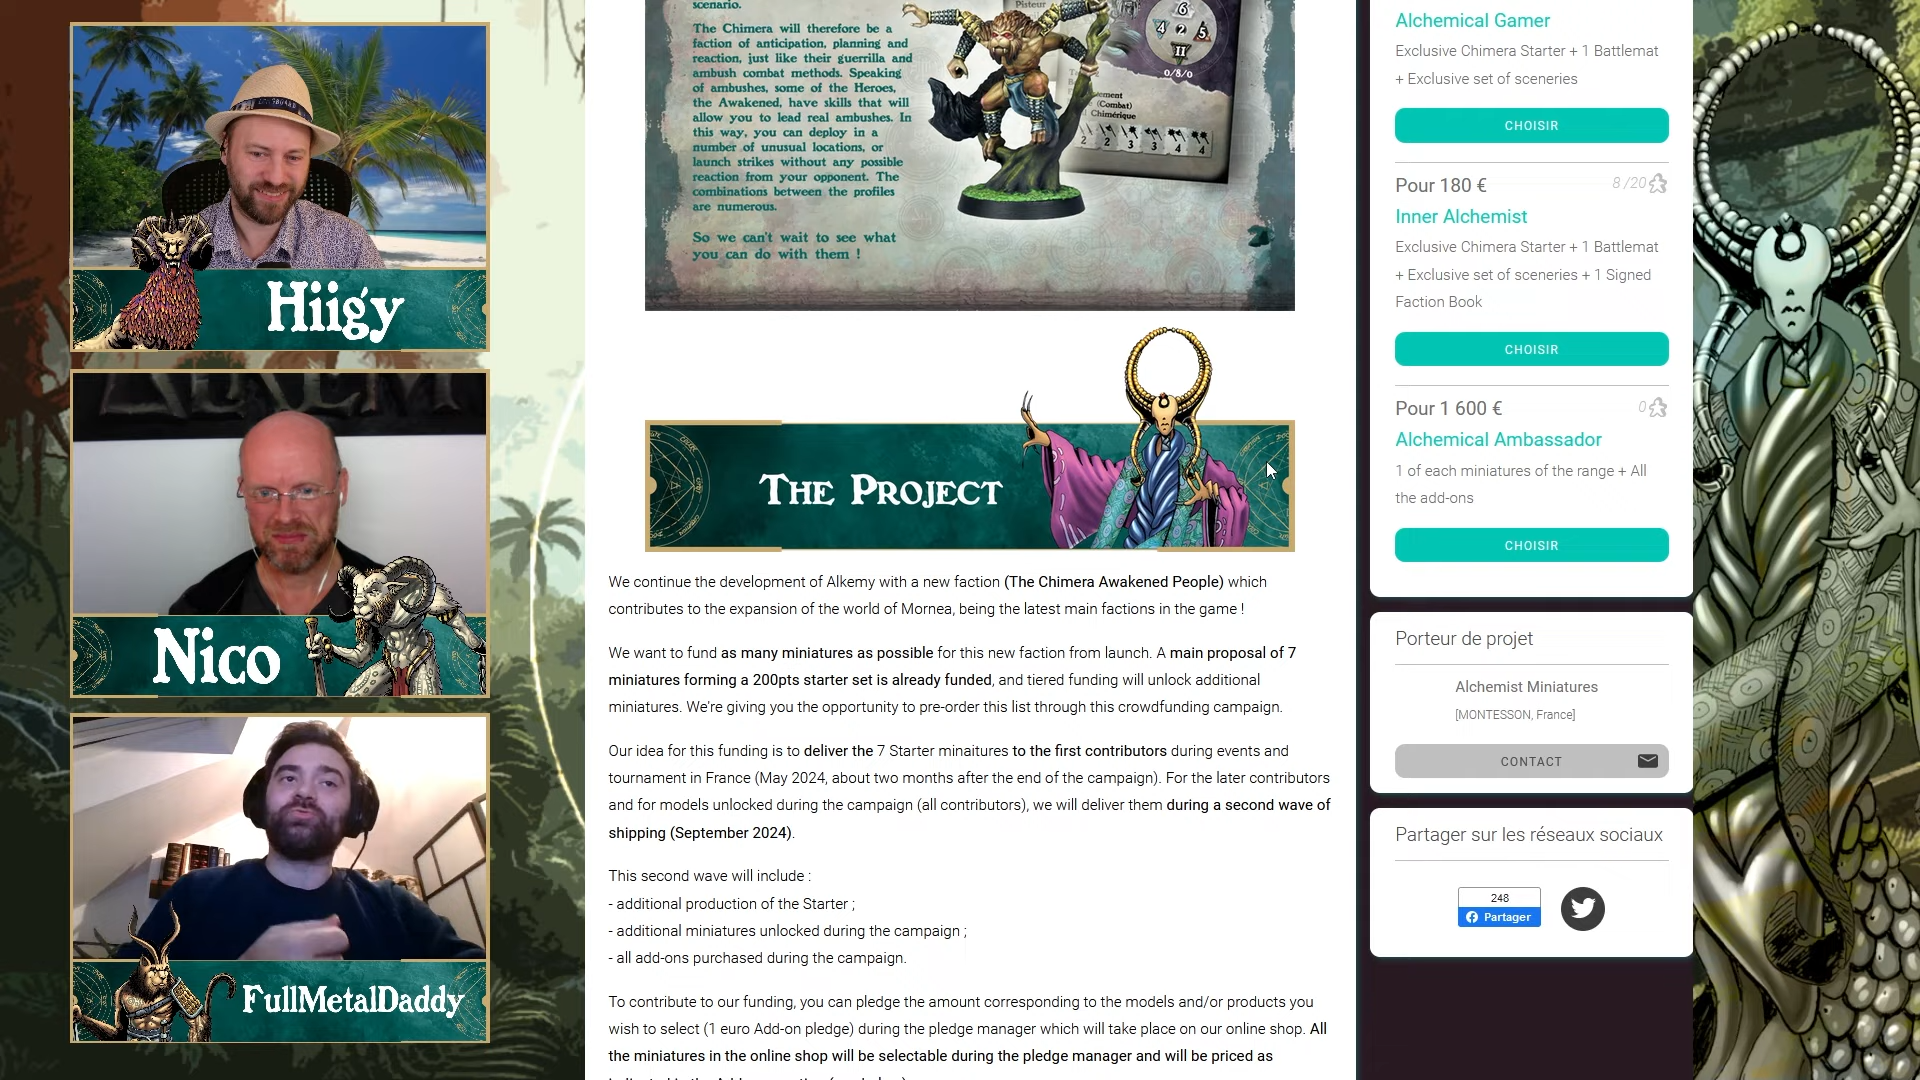 Hiigy
Nico
FullMetalDaddy
scenario.
The Chimera will therefore be a
faction of anticipation, planning and
reaction, just like their guerrilla and
ambush combat methods. Speaking
of ambushes, some of the Heroes,
the Awakened, have skills that will
allow you to lead real ambushes. In
this way, you can deploy in a
number of unusual locations, or
launch strikes without any possible
reaction from your opponent. The
combinations between the profiles
are numerous.
So we can't wait to see what
you can do with them !
Pisteur
6
4 2 5
II
0/8/0
(Combat)
Chimérique
2 2 3 3 4 4
The Project
We continue the development of Alkemy with a new faction (The Chimera Awakened People) which
contributes to the expansion of the world of Mornea, being the latest main factions in the game !
We want to fund as many miniatures as possible for this new faction from launch. A main proposal of 7
miniatures forming a 200pts starter set is already funded, and tiered funding will unlock additional
miniatures. We're giving you the opportunity to pre-order this list through this crowdfunding campaign.
Our idea for this funding is to deliver the 7 Starter minaitures to the first contributors during events and
tournament in France (May 2024, about two months after the end of the campaign). For the later contributors
and for models unlocked during the campaign (all contributors), we will deliver them during a second wave of
shipping (September 2024).
This second wave will include :
- additional production of the Starter ;
- additional miniatures unlocked during the campaign ;
- all add-ons purchased during the campaign.
To contribute to our funding, you can pledge the amount corresponding to the models and/or products you
wish to select (1 euro Add-on pledge) during the pledge manager which will take place on our online shop. All
the miniatures in the online shop will be selectable during the pledge manager and will be priced as
Alchemical Gamer
Exclusive Chimera Starter + 1 Battlemat
+ Exclusive set of sceneries
CHOISIR
Pour 180 €
8 /20
Inner Alchemist
Exclusive Chimera Starter + 1 Battlemat
+ Exclusive set of sceneries + 1 Signed
Faction Book
CHOISIR
Pour 1 600 €
0
Alchemical Ambassador
1 of each miniatures of the range + All
the add-ons
CHOISIR
Porteur de projet
Alchemist Miniatures
[MONTESSON, France]
CONTACT
Partager sur les réseaux sociaux
248
Partager